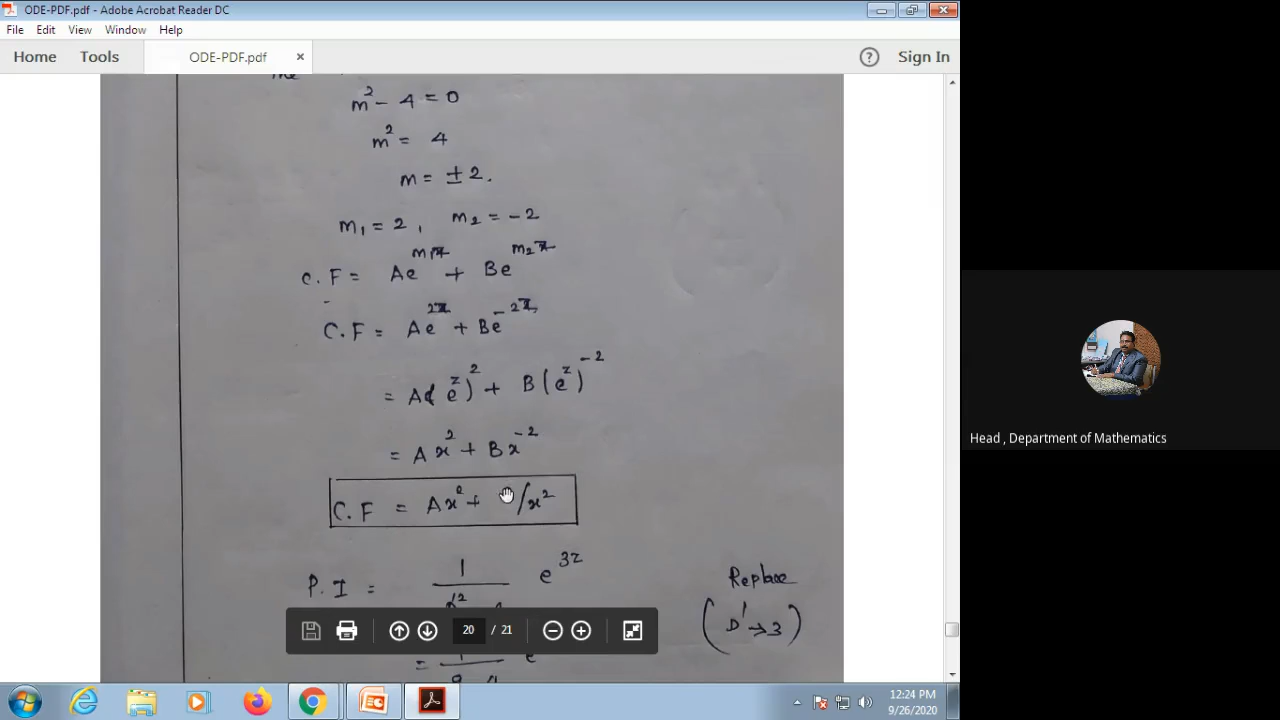 ODE-PDF.pdf - Adobe Acrobat Reader DC
File Edit View Window Help
Home Tools ODE-PDF.pdf × ? Sign In
The
m² - 4 = 0
m² = 4
m = ± 2.
m₁ = 2, m₂ = -2
C.F = Ae^{m₁z} + Be^{m₂z}
C.F = Ae^{2z} + Be^{-2z}
= A(e^z)² + B(e^z)^{-2}
= Ax² + Bx^{-2}
C.F = Ax² + /x²
P.I = 1 e^{3z}
Replace
(D' → 3)
20 / 21
Head , Department of Mathematics
12:24 PM
9/26/2020